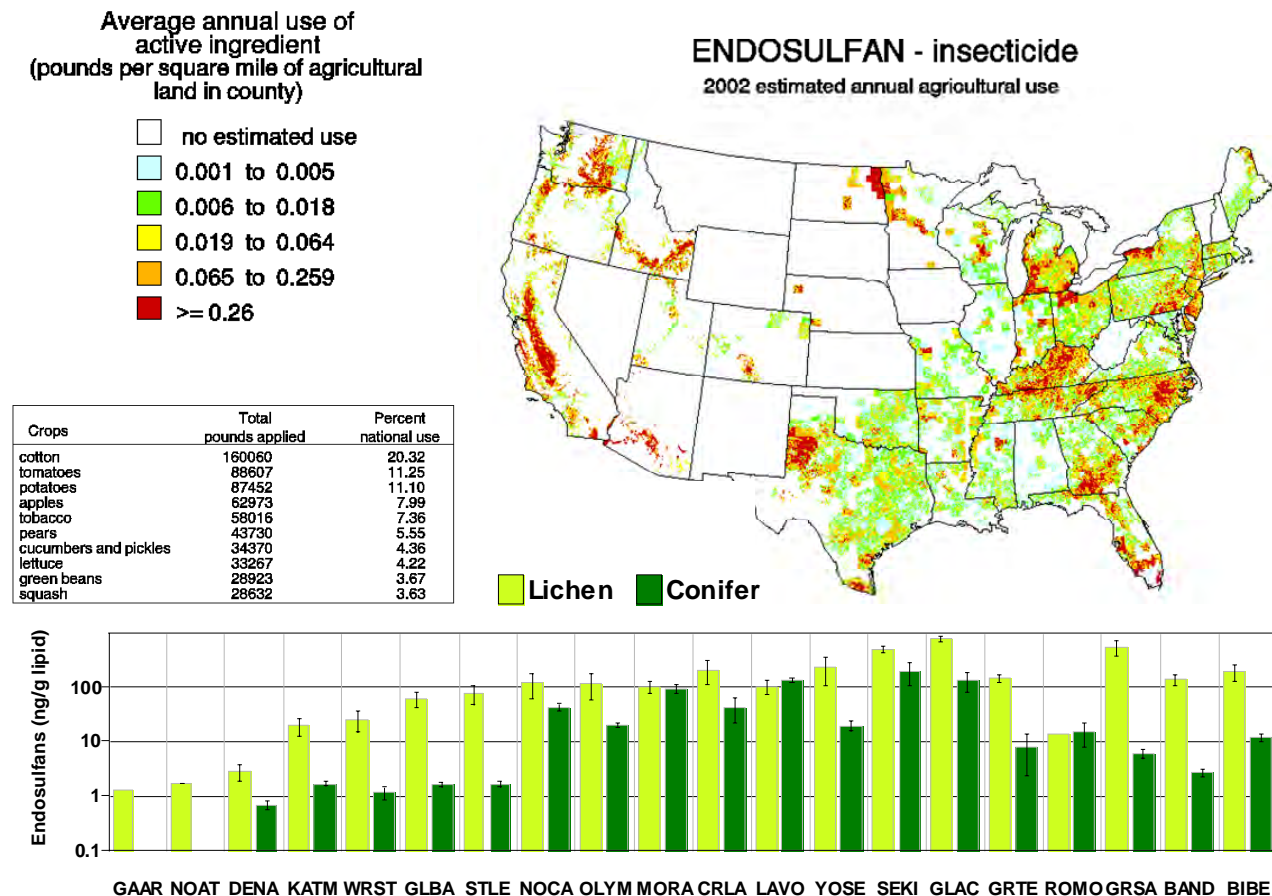 Average annual use of
active ingredient
(pounds per square mile of agricultural
land in county)
no estimated use
0.001 to 0.005
0.006 to 0.018
0.019 to 0.064
0.065 to 0.259
>= 0.26
ENDOSULFAN - insecticide
2002 estimated annual agricultural use
Crops Total pounds applied Percent national use
cotton 160060 20.32
tomatoes 88607 11.25
potatoes 87452 11.10
apples 62973 7.99
tobacco 58016 7.36
pears 43730 5.55
cucumbers and pickles 34370 4.36
lettuce 33267 4.22
green beans 28923 3.67
squash 28632 3.63
Lichen Conifer
Endosulfans (ng/g lipid)
100
10
1
0.1
GAAR NOAT DENA KATM WRST GLBA STLE NOCA OLYM MORA CRLA LAVO YOSE SEKI GLAC GRTE ROMO GRSA BAND BIBE